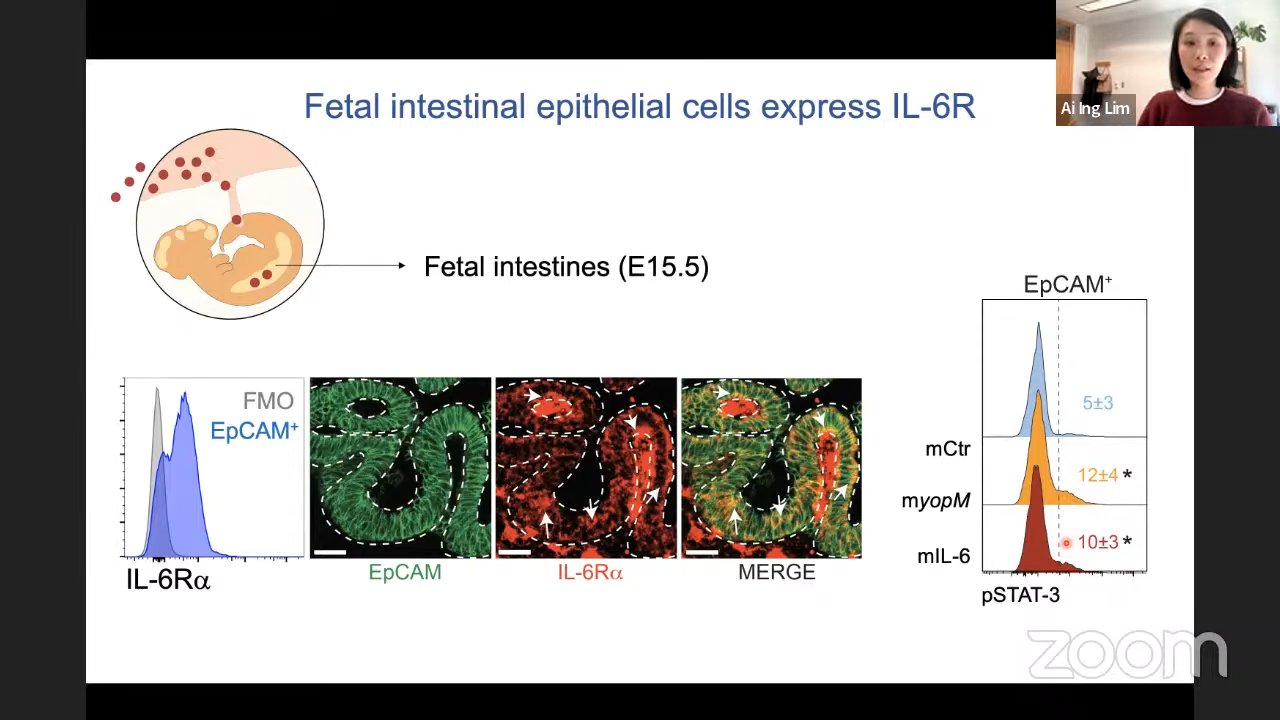 Ai Ing Lim
Fetal intestinal epithelial cells express IL-6R
Fetal intestines (E15.5)
EpCAM⁺
FMO
EpCAM⁺
5±3
mCtr
12±4 *
myopM
10±3 *
mIL-6
IL-6Rα
EpCAM
IL-6Rα
MERGE
pSTAT-3
zoom